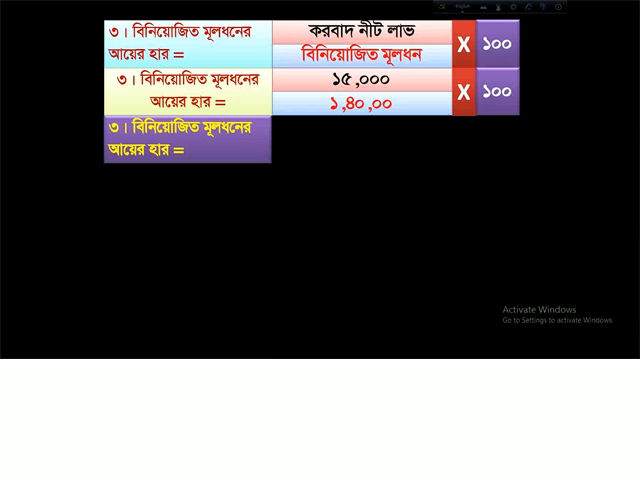 ৩। বিনিয়োজিত মূলধনের
আয়ের হার =
করবাদ নীট লাভ
বিনিয়োজিত মূলধন
X
১০০
৩। বিনিয়োজিত মূলধনের
আয়ের হার =
১৫,০০০
১,৪০,০০
X
১০০
৩। বিনিয়োজিত মূলধনের
আয়ের হার =
Activate Windows
Go to Settings to activate Windows.